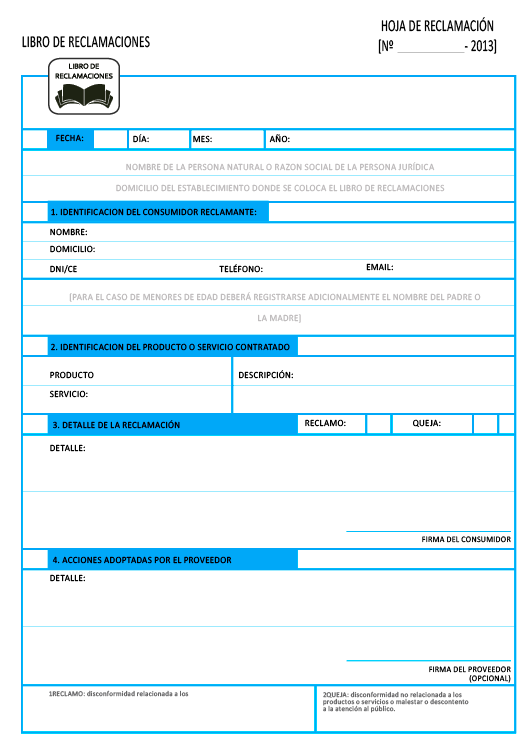 LIBRO DE RECLAMACIONES
HOJA DE RECLAMACIÓN
[Nº ___________- 2013]
LIBRO DE
RECLAMACIONES
FECHA: DÍA: MES: AÑO:
NOMBRE DE LA PERSONA NATURAL O RAZON SOCIAL DE LA PERSONA JURÍDICA
DOMICILIO DEL ESTABLECIMIENTO DONDE SE COLOCA EL LIBRO DE RECLAMACIONES
1. IDENTIFICACION DEL CONSUMIDOR RECLAMANTE:
NOMBRE:
DOMICILIO:
DNI/CE TELÉFONO: EMAIL:
[PARA EL CASO DE MENORES DE EDAD DEBERÁ REGISTRARSE ADICIONALMENTE EL NOMBRE DEL PADRE O
LA MADRE]
2. IDENTIFICACION DEL PRODUCTO O SERVICIO CONTRATADO
PRODUCTO DESCRIPCIÓN:
SERVICIO:
3. DETALLE DE LA RECLAMACIÓN RECLAMO: QUEJA:
DETALLE:
FIRMA DEL CONSUMIDOR
4. ACCIONES ADOPTADAS POR EL PROVEEDOR
DETALLE:
FIRMA DEL PROVEEDOR
(OPCIONAL)
1RECLAMO: disconformidad relacionada a los
2QUEJA: disconformidad no relacionada a los
productos o servicios o malestar o descontento
a la atención al público.